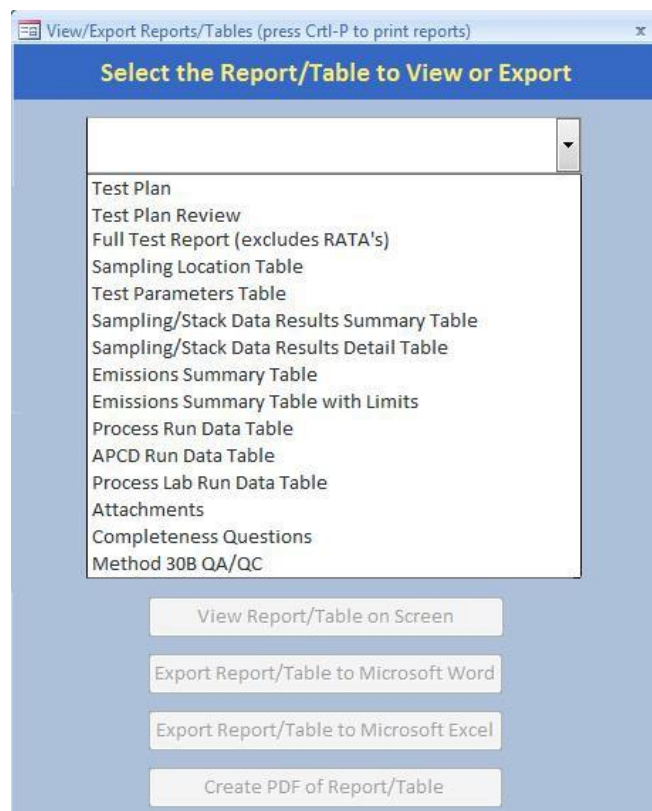 View/Export Reports/Tables (press Crtl-P to print reports)
x
Select the Report/Table to View or Export
Test Plan
Test Plan Review
Full Test Report (excludes RATA's)
Sampling Location Table
Test Parameters Table
Sampling/Stack Data Results Summary Table
Sampling/Stack Data Results Detail Table
Emissions Summary Table
Emissions Summary Table with Limits
Process Run Data Table
APCD Run Data Table
Process Lab Run Data Table
Attachments
Completeness Questions
Method 30B QA/QC
View Report/Table on Screen
Export Report/Table to Microsoft Word
Export Report/Table to Microsoft Excel
Create PDF of Report/Table